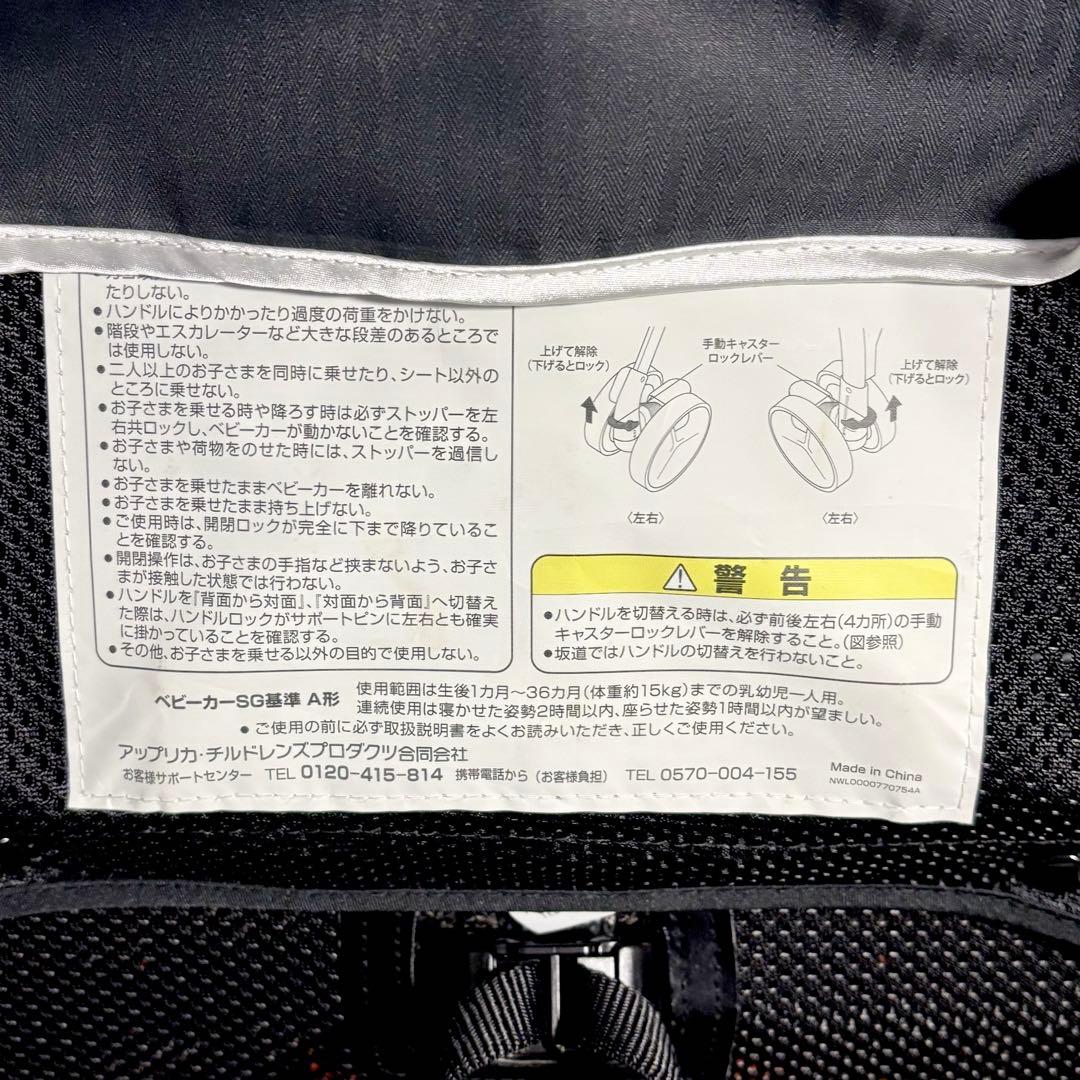 たりしない。
●ハンドルによりかかったり過度の荷重をかけない。
●階段やエスカレーターなど大きな段差のあるところで
は使用しない。
●二人以上のお子さまを同時に乗せたり、シート以外の
ところに乗せない。
●お子さまを乗せる時や降ろす時は必ずストッパーを左
右共ロックし、ベビーカーが動かないことを確認する。
●お子さまや荷物をのせた時には、ストッパーを過信し
ない。
●お子さまを乗せたままベビーカーを離れない。
●お子さまを乗せたまま持ち上げない。
●ご使用時は、開閉ロックが完全に下まで降りているこ
とを確認する。
●開閉操作は、お子さまの手指など挟まないよう、お子さ
まが接触した状態では行わない。
●ハンドルを『背面から対面』、『対面から背面』へ切替え
た際は、ハンドルロックがサポートピンに左右とも確実
に掛かっていることを確認する。
●その他、お子さまを乗せる以外の目的で使用しない。
上げて解除
(下げるとロック)
手動キャスター
ロックレバー
上げて解除
(下げるとロック)
〈左右〉
〈左右〉
⚠ 警告
●ハンドルを切替える時は、必ず前後左右(4カ所)の手動
キャスターロックレバーを解除すること。(図参照)
●坂道ではハンドルの切替えを行わないこと。
ベビーカーSG基準 A形
使用範囲は生後1カ月〜36カ月(体重約15kg)までの乳幼児一人用。
連続使用は寝かせた姿勢2時間以内、座らせた姿勢1時間以内が望ましい。
●ご使用の前に必ず取扱説明書をよくお読みいただき、正しくご使用ください。
アップリカ・チルドレンズプロダクツ合同会社
お客様サポートセンター TEL 0120-415-814 携帯電話から(お客様負担) TEL 0570-004-155
Made in China
NWL0000770754A